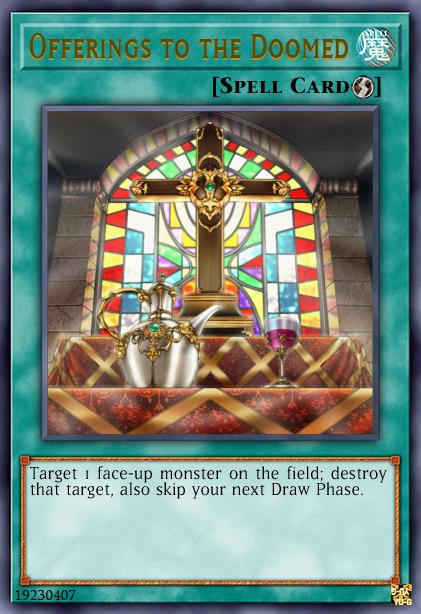 OFFERINGS TO THE DOOMED
SPELL
魔
[SPELL CARD]
Target 1 face-up monster on the field; destroy
that target, also skip your next Draw Phase.
19230407